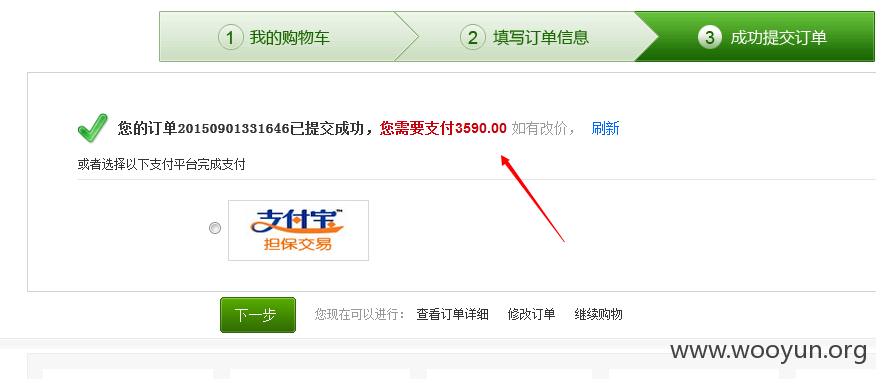 1 我的购物车 2 填写订单信息 3 成功提交订单
您的订单20150901331646已提交成功，您需要支付3590.00 如有改价， 刷新
或者选择以下支付平台完成支付
支付宝™
担保交易
下一步 您现在可以进行： 查看订单详细 修改订单 继续购物
www.wooyun.org